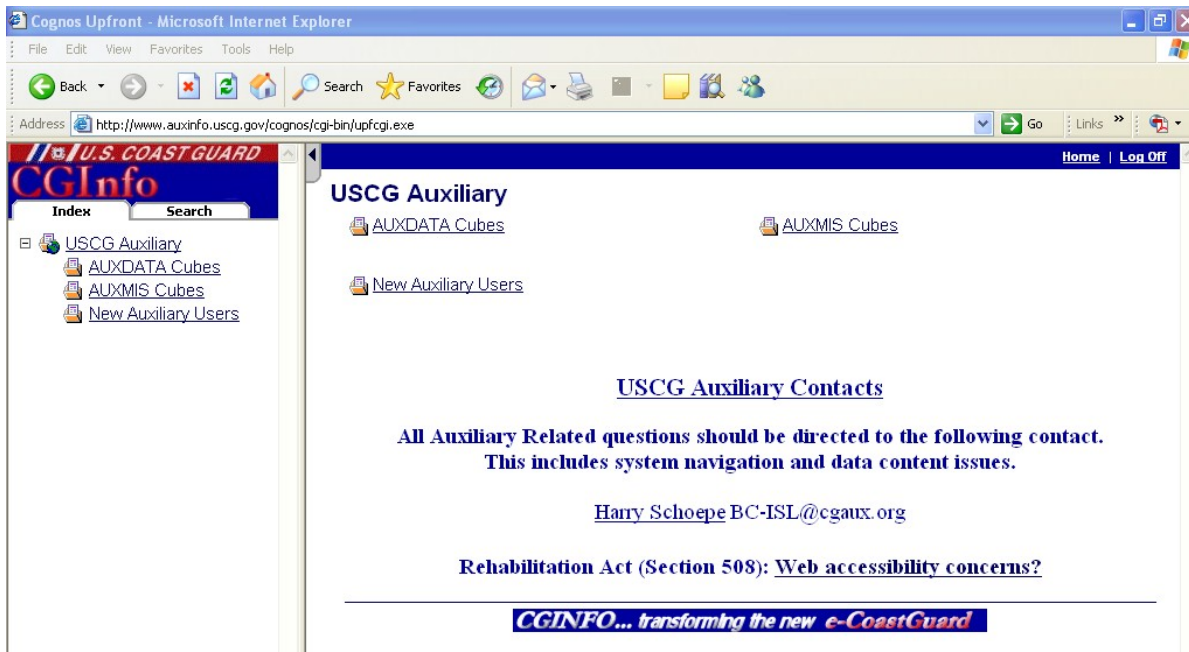 Cognos Upfront - Microsoft Internet Explorer
File Edit View Favorites Tools Help
Back Search Favorites
Address http://www.auxinfo.uscg.gov/cognos/cgi-bin/upfcgi.exe Go Links »
U.S. COAST GUARD
CGInfo
Index Search
USCG Auxiliary
AUXDATA Cubes
AUXMIS Cubes
New Auxiliary Users
Home | Log Off
USCG Auxiliary
AUXDATA Cubes AUXMIS Cubes
New Auxiliary Users
USCG Auxiliary Contacts
All Auxiliary Related questions should be directed to the following contact.
This includes system navigation and data content issues.
Harry Schoepe BC-ISL@cgaux.org
Rehabilitation Act (Section 508): Web accessibility concerns?
CGINFO... transforming the new e-CoastGuard